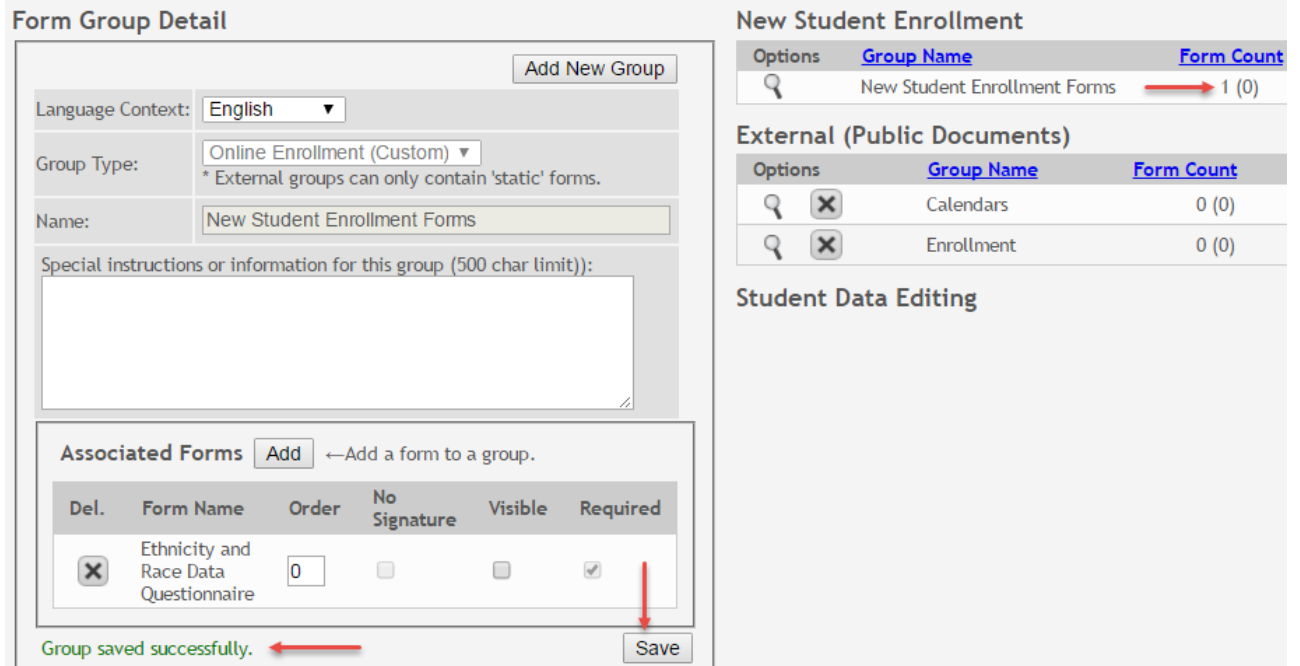 Form Group Detail
Add New Group
Language Context: English
Group Type: Online Enrollment (Custom)
* External groups can only contain 'static' forms.
Name: New Student Enrollment Forms
Special instructions or information for this group (500 char limit)):
Associated Forms Add ←Add a form to a group.
Del. Form Name Order No Signature Visible Required
Ethnicity and
Race Data
Questionnaire
0
Group saved successfully. Save
New Student Enrollment
Options Group Name Form Count
New Student Enrollment Forms 1 (0)
External (Public Documents)
Options Group Name Form Count
Calendars 0 (0)
Enrollment 0 (0)
Student Data Editing